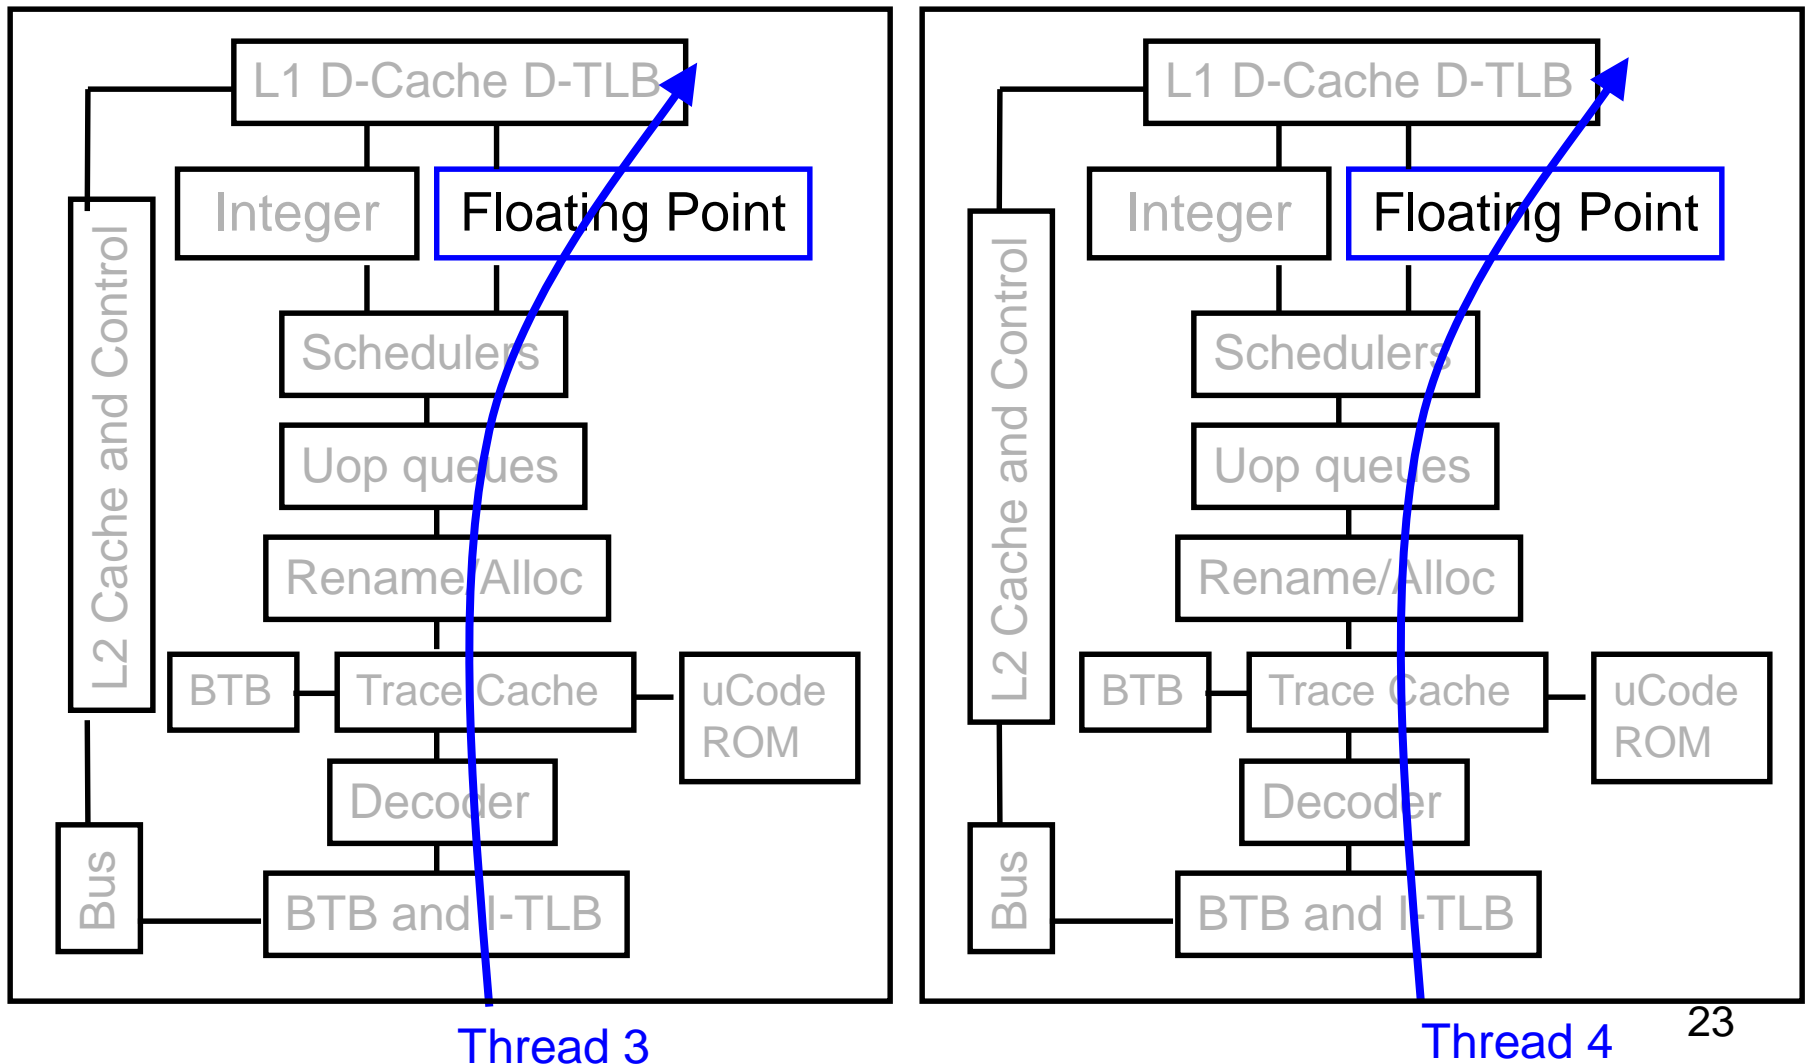 L1 D-Cache D-TLB
Integer
Floating Point
L2 Cache and Control
Schedulers
Uop queues
Rename/Alloc
BTB
Trace Cache
uCode
ROM
Decoder
Bus
BTB and I-TLB
Thread 3
L1 D-Cache D-TLB
Integer
Floating Point
L2 Cache and Control
Schedulers
Uop queues
Rename/Alloc
BTB
Trace Cache
uCode
ROM
Decoder
Bus
BTB and I-TLB
Thread 4
23